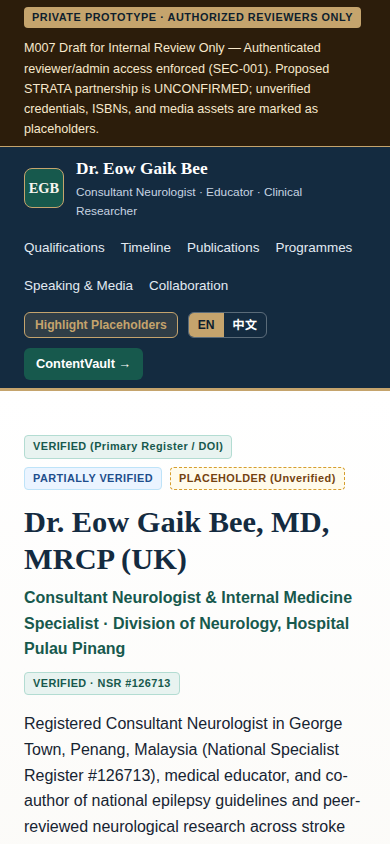 PRIVATE PROTOTYPE · AUTHORIZED REVIEWERS ONLY
M007 Draft for Internal Review Only — Authenticated
reviewer/admin access enforced (SEC-001). Proposed
STRATA partnership is UNCONFIRMED; unverified
credentials, ISBNs, and media assets are marked as
placeholders.
EGB
Dr. Eow Gaik Bee
Consultant Neurologist · Educator · Clinical
Researcher
Qualifications Timeline Publications Programmes
Speaking & Media Collaboration
Highlight Placeholders EN 中文
ContentVault →
VERIFIED (Primary Register / DOI)
PARTIALLY VERIFIED PLACEHOLDER (Unverified)
Dr. Eow Gaik Bee, MD,
MRCP (UK)
Consultant Neurologist & Internal Medicine
Specialist · Division of Neurology, Hospital
Pulau Pinang
VERIFIED · NSR #126713
Registered Consultant Neurologist in George
Town, Penang, Malaysia (National Specialist
Register #126713), medical educator, and co-
author of national epilepsy guidelines and peer-
reviewed neurological research across stroke